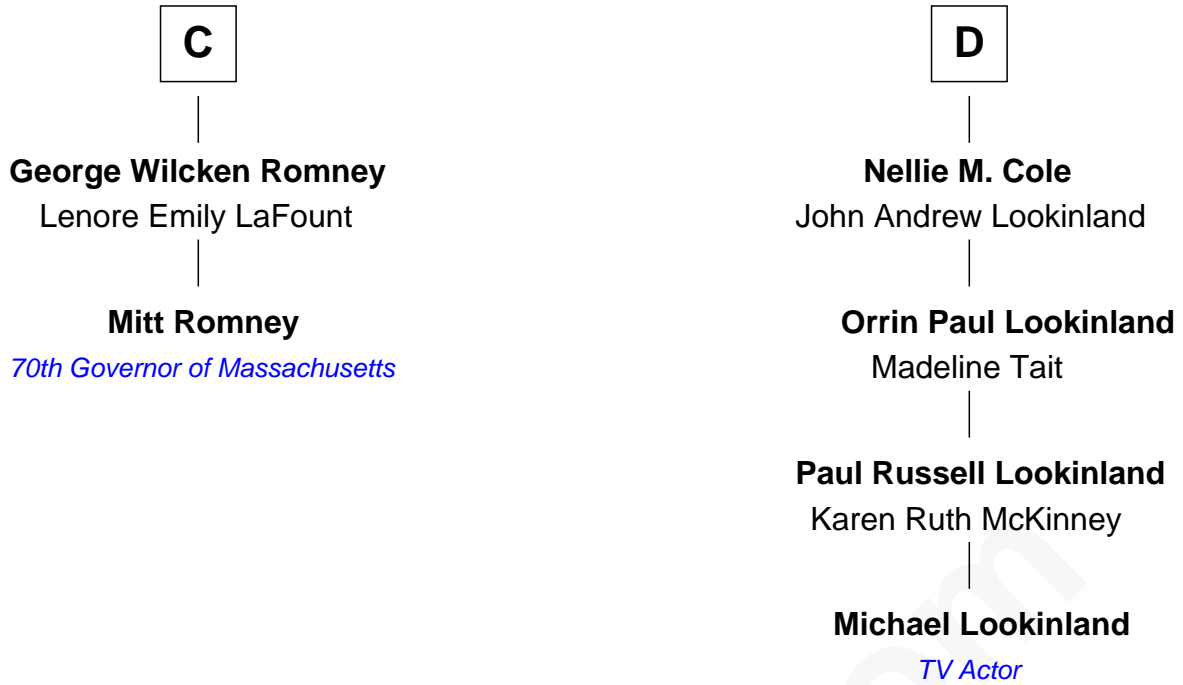 C
George Wilcken Romney
Lenore Emily LaFount
Mitt Romney
70th Governor of Massachusetts
D
Nellie M. Cole
John Andrew Lookinland
Orrin Paul Lookinland
Madeline Tait
Paul Russell Lookinland
Karen Ruth McKinney
Michael Lookinland
TV Actor